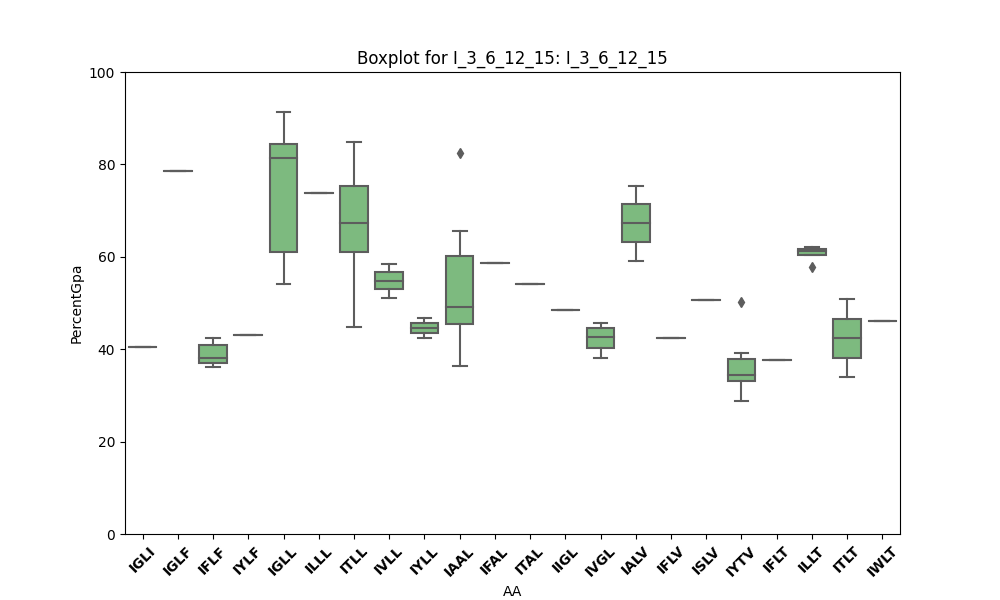 Boxplot for I_3_6_12_15: I_3_6_12_15
100
80
60
40
20
0
PercentGpa
IGLI IGLF IFLF IYLF IGLL ILLL ITLL IVLL IYLL IAAL IFAL ITAL IIGL IVGL IALV IFLV ISLV IYTV IFLT ILLT ITLT IWLT
AA